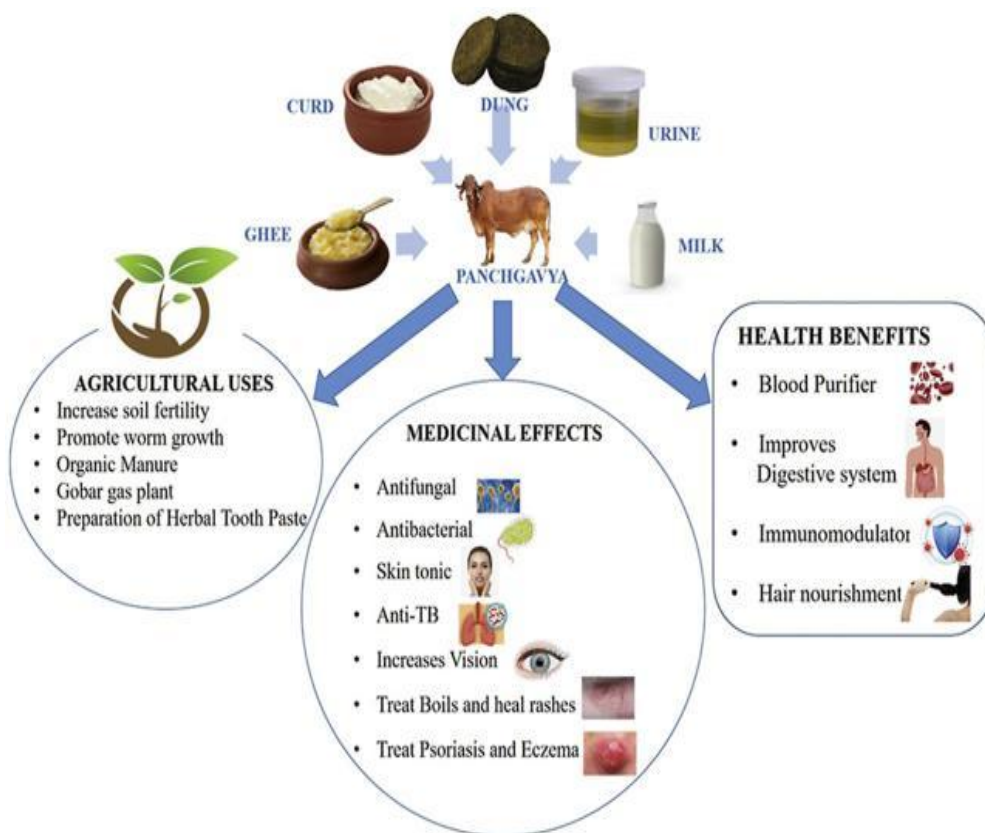 DUNG
CURD
URINE
GHEE
MILK
PANCHGAVYA
AGRICULTURAL USES
• Increase soil fertility
• Promote worm growth
• Organic Manure
• Gobar gas plant
• Preparation of Herbal Tooth Paste
MEDICINAL EFFECTS
• Antifungal
• Antibacterial
• Skin tonic
• Anti-TB
• Increases Vision
• Treat Boils and heal rashes
• Treat Psoriasis and Eczema
HEALTH BENEFITS
• Blood Purifier
• Improves
Digestive system
• Immunomodulator
• Hair nourishment